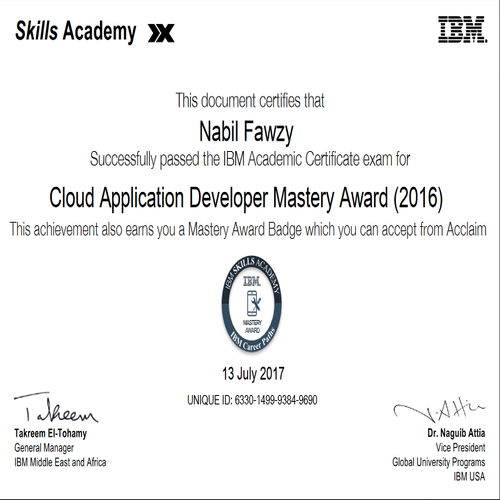 Skills Academy
IBM.
This document certifies that
Nabil Fawzy
Successfully passed the IBM Academic Certificate exam for
Cloud Application Developer Mastery Award (2016)
This achievement also earns you a Mastery Award Badge which you can accept from Acclaim
IBM SKILLS ACADEMY
IBM
MASTERY
AWARD
IBM Career Paths
13 July 2017
UNIQUE ID: 6330-1499-9384-9690
Takreem
Takreem El-Tohamy
General Manager
IBM Middle East and Africa
N. Attia
Dr. Naguib Attia
Vice President
Global University Programs
IBM USA